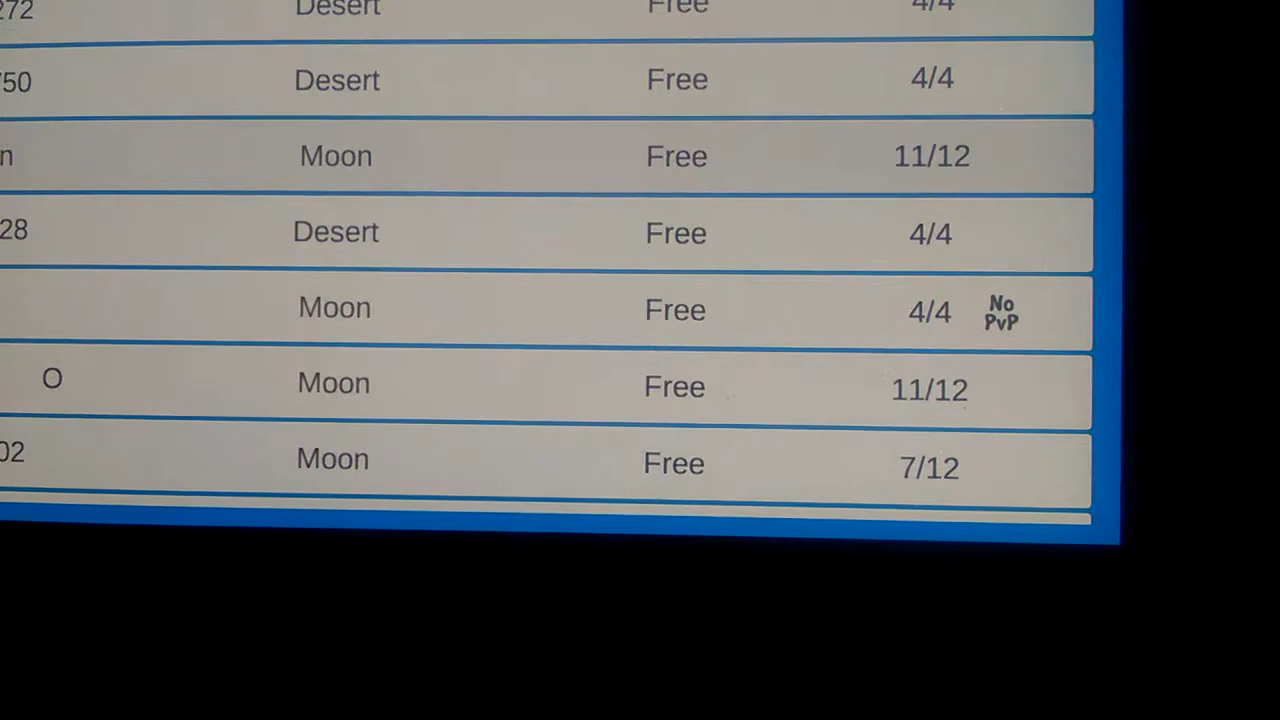 272 Desert Free 4/4
750 Desert Free 4/4
n Moon Free 11/12
28 Desert Free 4/4
Moon Free 4/4 No PvP
O Moon Free 11/12
02 Moon Free 7/12